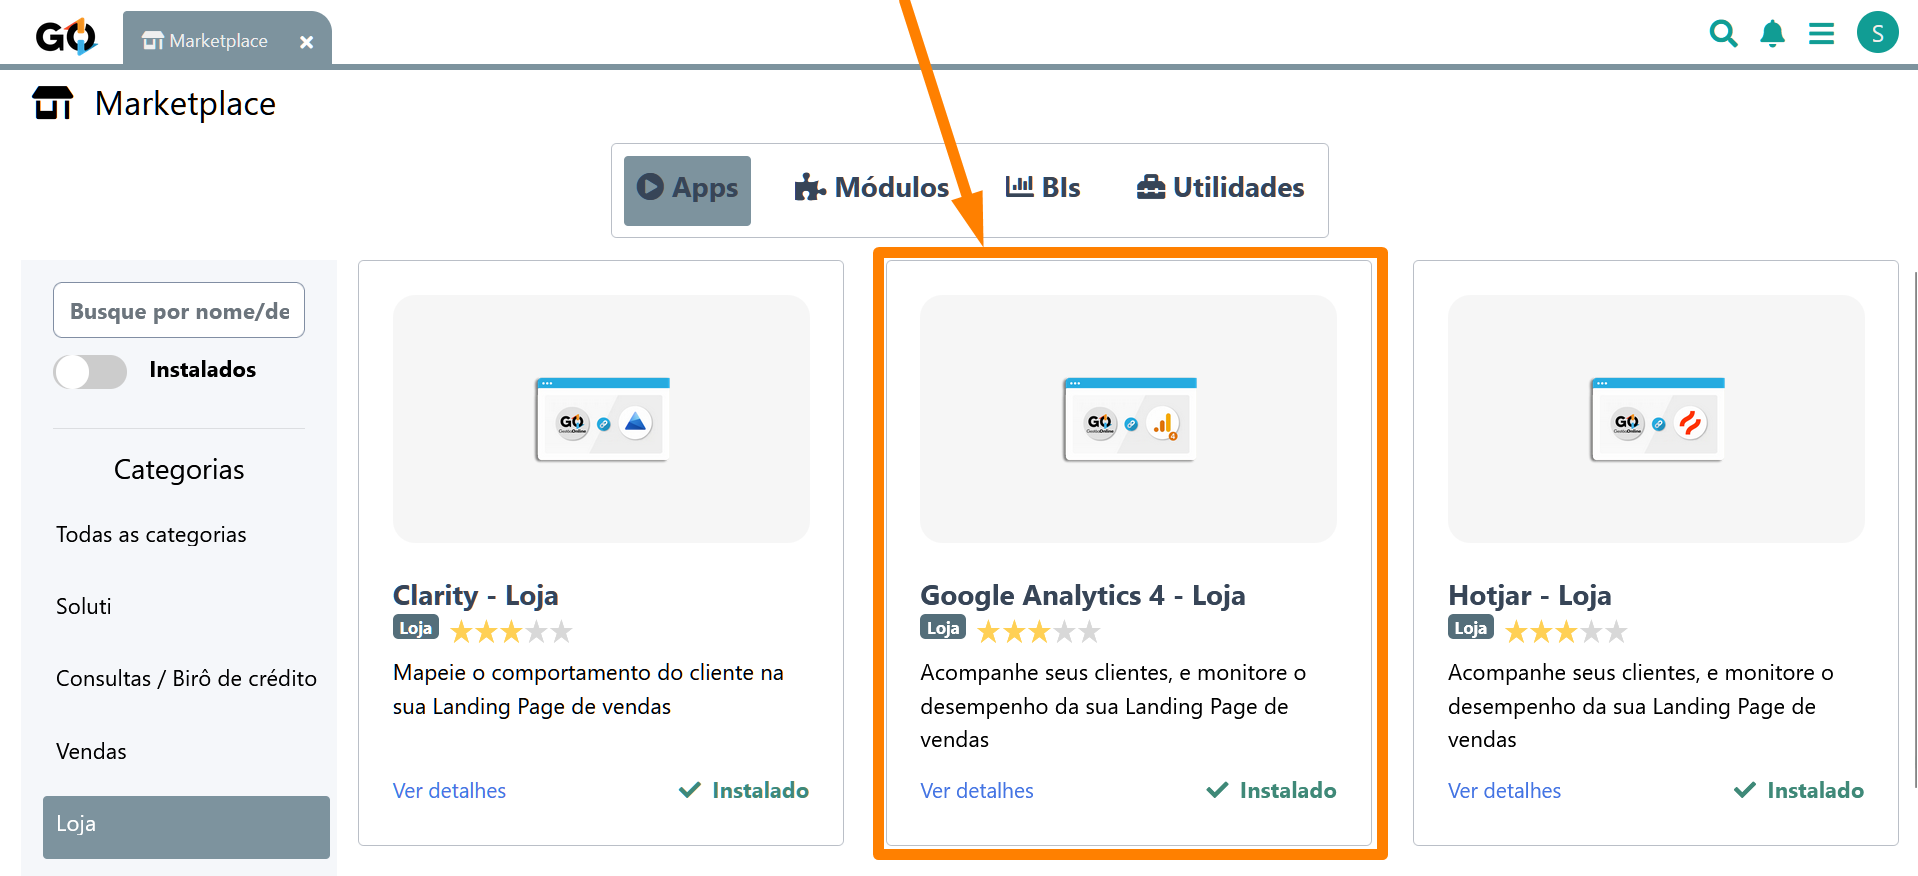 GO
Marketplace
S
Marketplace
Apps
Módulos
BIs
Utilidades
Busque por nome/de
Instalados
Categorias
Todas as categorias
Soluti
Consultas / Birô de crédito
Vendas
Loja
GO
Clarity - Loja
Loja
Mapeie o comportamento do cliente na
sua Landing Page de vendas
Ver detalhes
Instalado
GO
4
Google Analytics 4 - Loja
Loja
Acompanhe seus clientes, e monitore o
desempenho da sua Landing Page de
vendas
Ver detalhes
Instalado
GO
Hotjar - Loja
Loja
Acompanhe seus clientes, e monitore o
desempenho da sua Landing Page de
vendas
Ver detalhes
Instalado